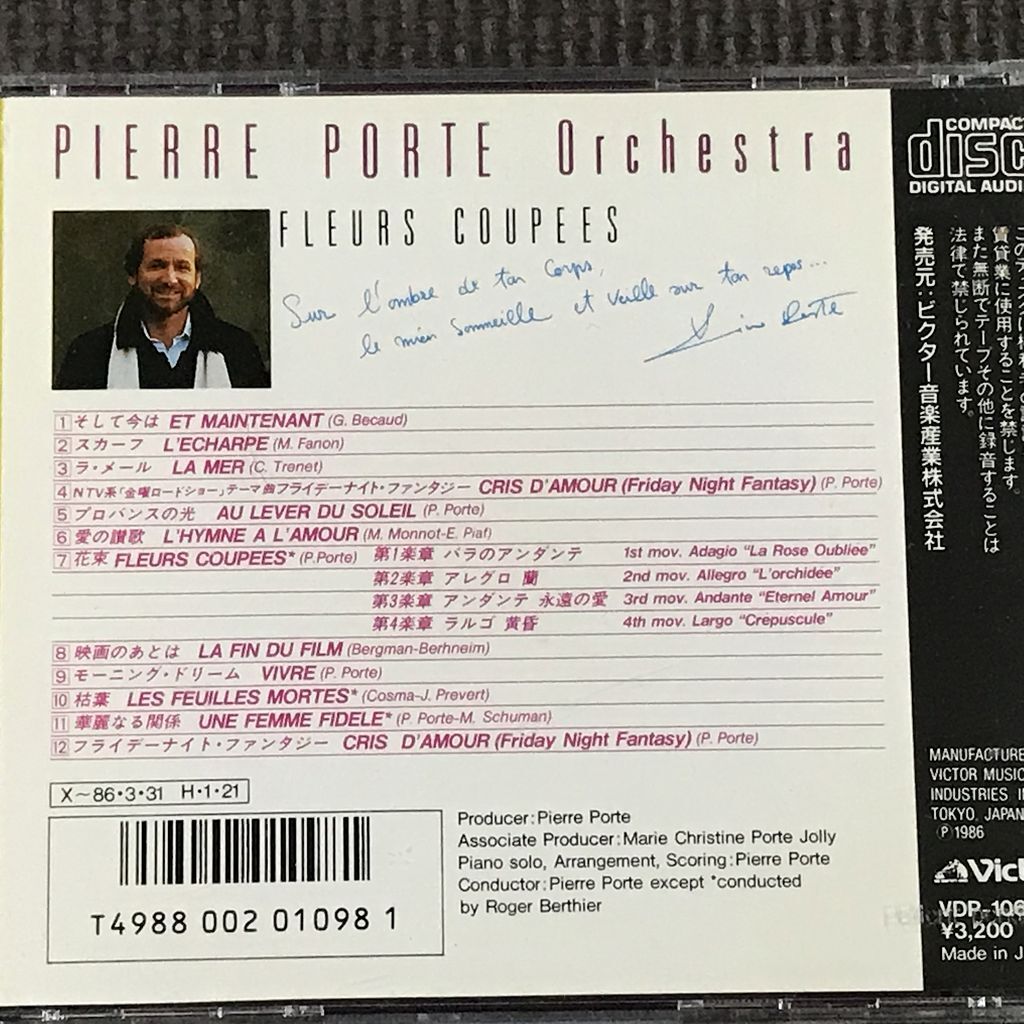 PIERRE PORTE Orchestra
FLEURS COUPEES
Sur l'ombre de ton Corps,
le mien Sommeille et Veille sur ton repos...
1 そして今は ET MAINTENANT (G. Becaud)
2 スカーフ L'ECHARPE (M. Fanon)
3 ラ・メール LA MER (C. Trenet)
4 NTV系「金曜ロードショー」テーマ曲フライデーナイト・ファンタジー CRIS D'AMOUR (Friday Night Fantasy) (P. Porte)
5 プロバンスの光 AU LEVER DU SOLEIL (P. Porte)
6 愛の讃歌 L'HYMNE A L'AMOUR (M. Monnot-E. Piaf)
7 花束 FLEURS COUPEES* (P.Porte) 第1楽章 バラのアンダンテ 1st mov. Adagio "La Rose Oubliee"
第2楽章 アレグロ 蘭 2nd mov. Allegro "L'orchidee"
第3楽章 アンダンテ 永遠の愛 3rd mov. Andante "Eternel Amour"
第4楽章 ラルゴ 黄昏 4th mov. Largo "Crepuscule"
8 映画のあとは LA FIN DU FILM (Bergman-Bernheim)
9 モーニング・ドリーム VIVRE (P. Porte)
10 枯葉 LES FEUILLES MORTES* (Cosma-J. Prevert)
11 華麗なる関係 UNE FEMME FIDELE* (P. Porte-M. Schuman)
12 フライデーナイト・ファンタジー CRIS D'AMOUR (Friday Night Fantasy) (P. Porte)
X~86・3・31 H・1・21
T4988 002 01098 1
Producer: Pierre Porte
Associate Producer: Marie Christine Porte Jolly
Piano solo, Arrangement, Scoring: Pierre Porte
Conductor: Pierre Porte except *conducted
by Roger Berthier
COMPACT
disc
DIGITAL AUDI
賃貸業に使用することを禁じます。
また無断でテープその他に録音することは
法律で禁じられています。
発売元:ビクター音楽産業株式会社
MANUFACTURE
VICTOR MUSIC
INDUSTRIES I
TOKYO, JAPAN
Ⓟ1986
Vict
VDP-106
¥3,200
Made in J